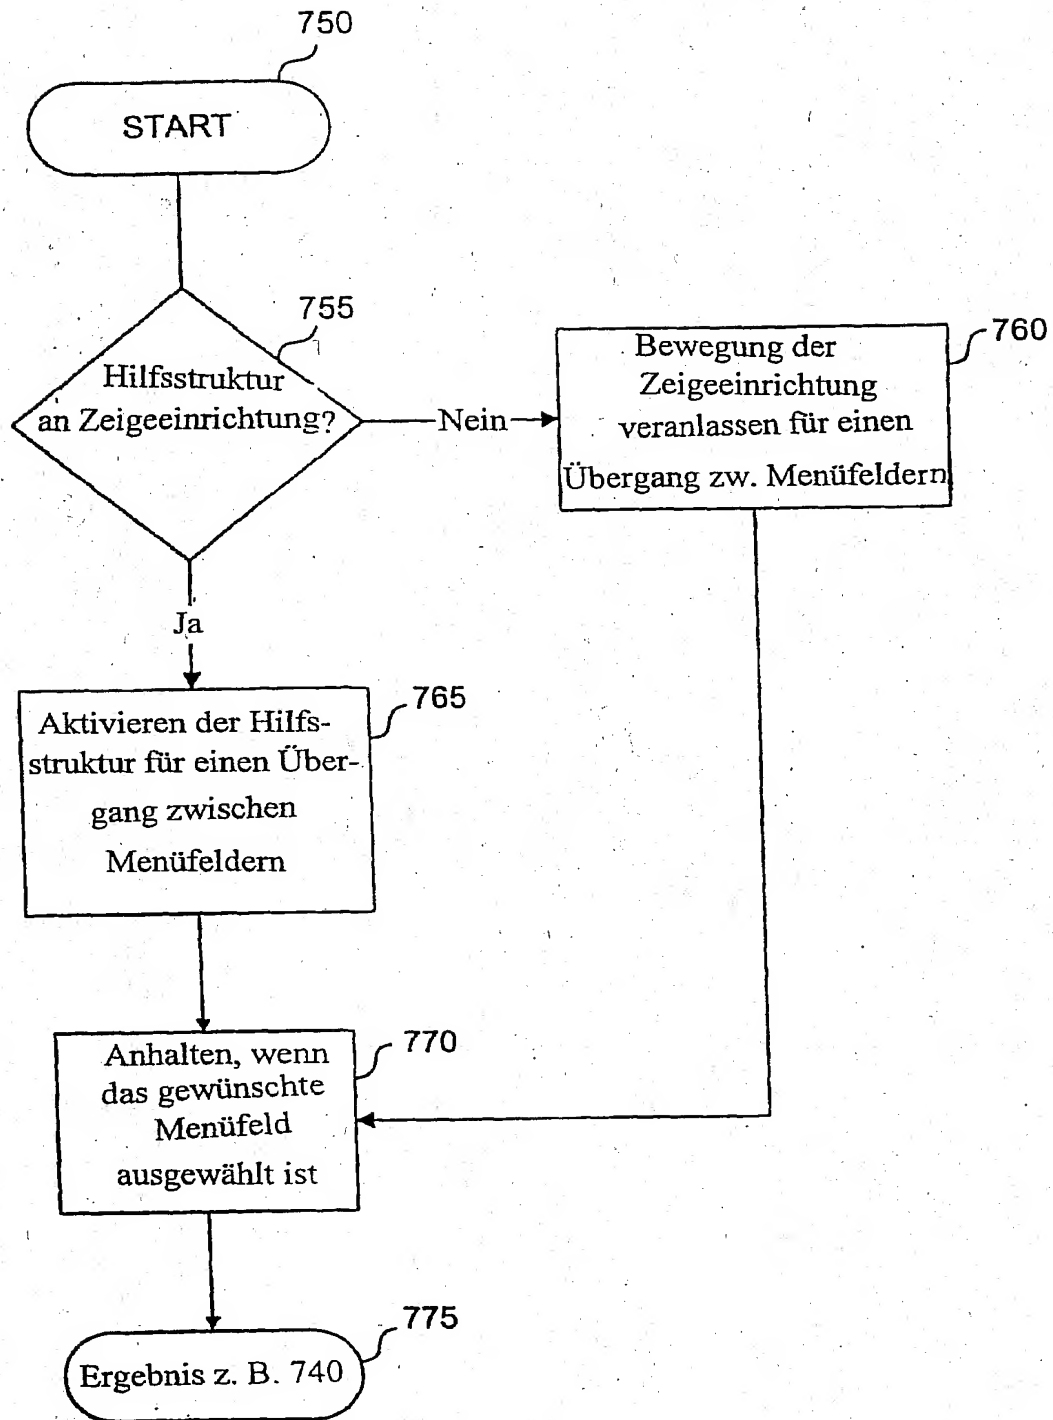 750
START
755
Hilfsstruktur
an Zeigeeinrichtung?
Nein
760
Bewegung der
Zeigeeinrichtung
veranlassen für einen
Übergang zw. Menüfeldern
Ja
765
Aktivieren der Hilfs-
struktur für einen Über-
gang zwischen
Menüfeldern
770
Anhalten, wenn
das gewünschte
Menüfeld
ausgewählt ist
775
Ergebnis z. B. 740